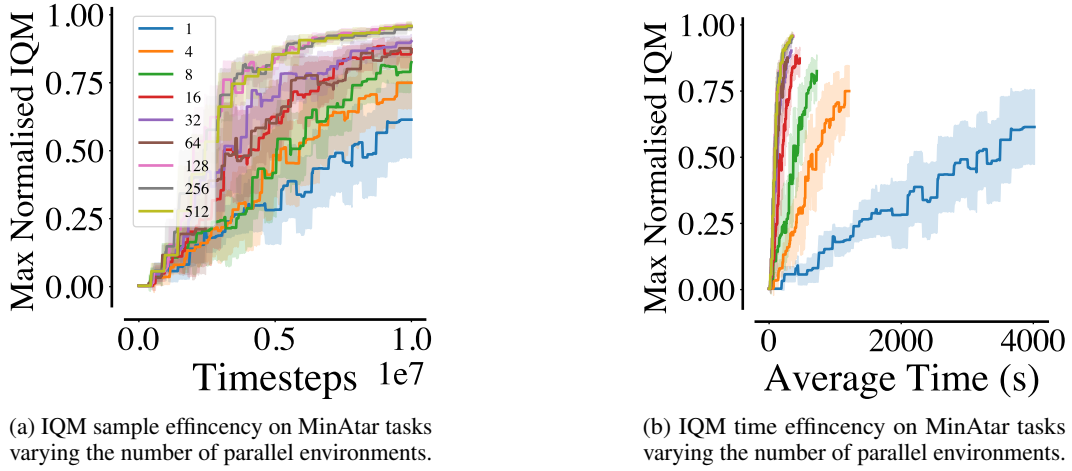 Max Normalised IQM
1.00
0.75
0.50
0.25
0.00
1
4
8
16
32
64
128
256
512
0.0
0.5
1.0
Timesteps
1e7
(a) IQM sample effincency on MinAtar tasks
varying the number of parallel environments.
Max Normalised IQM
1.00
0.75
0.50
0.25
0.00
0
2000
4000
Average Time (s)
(b) IQM time effincency on MinAtar tasks
varying the number of parallel environments.